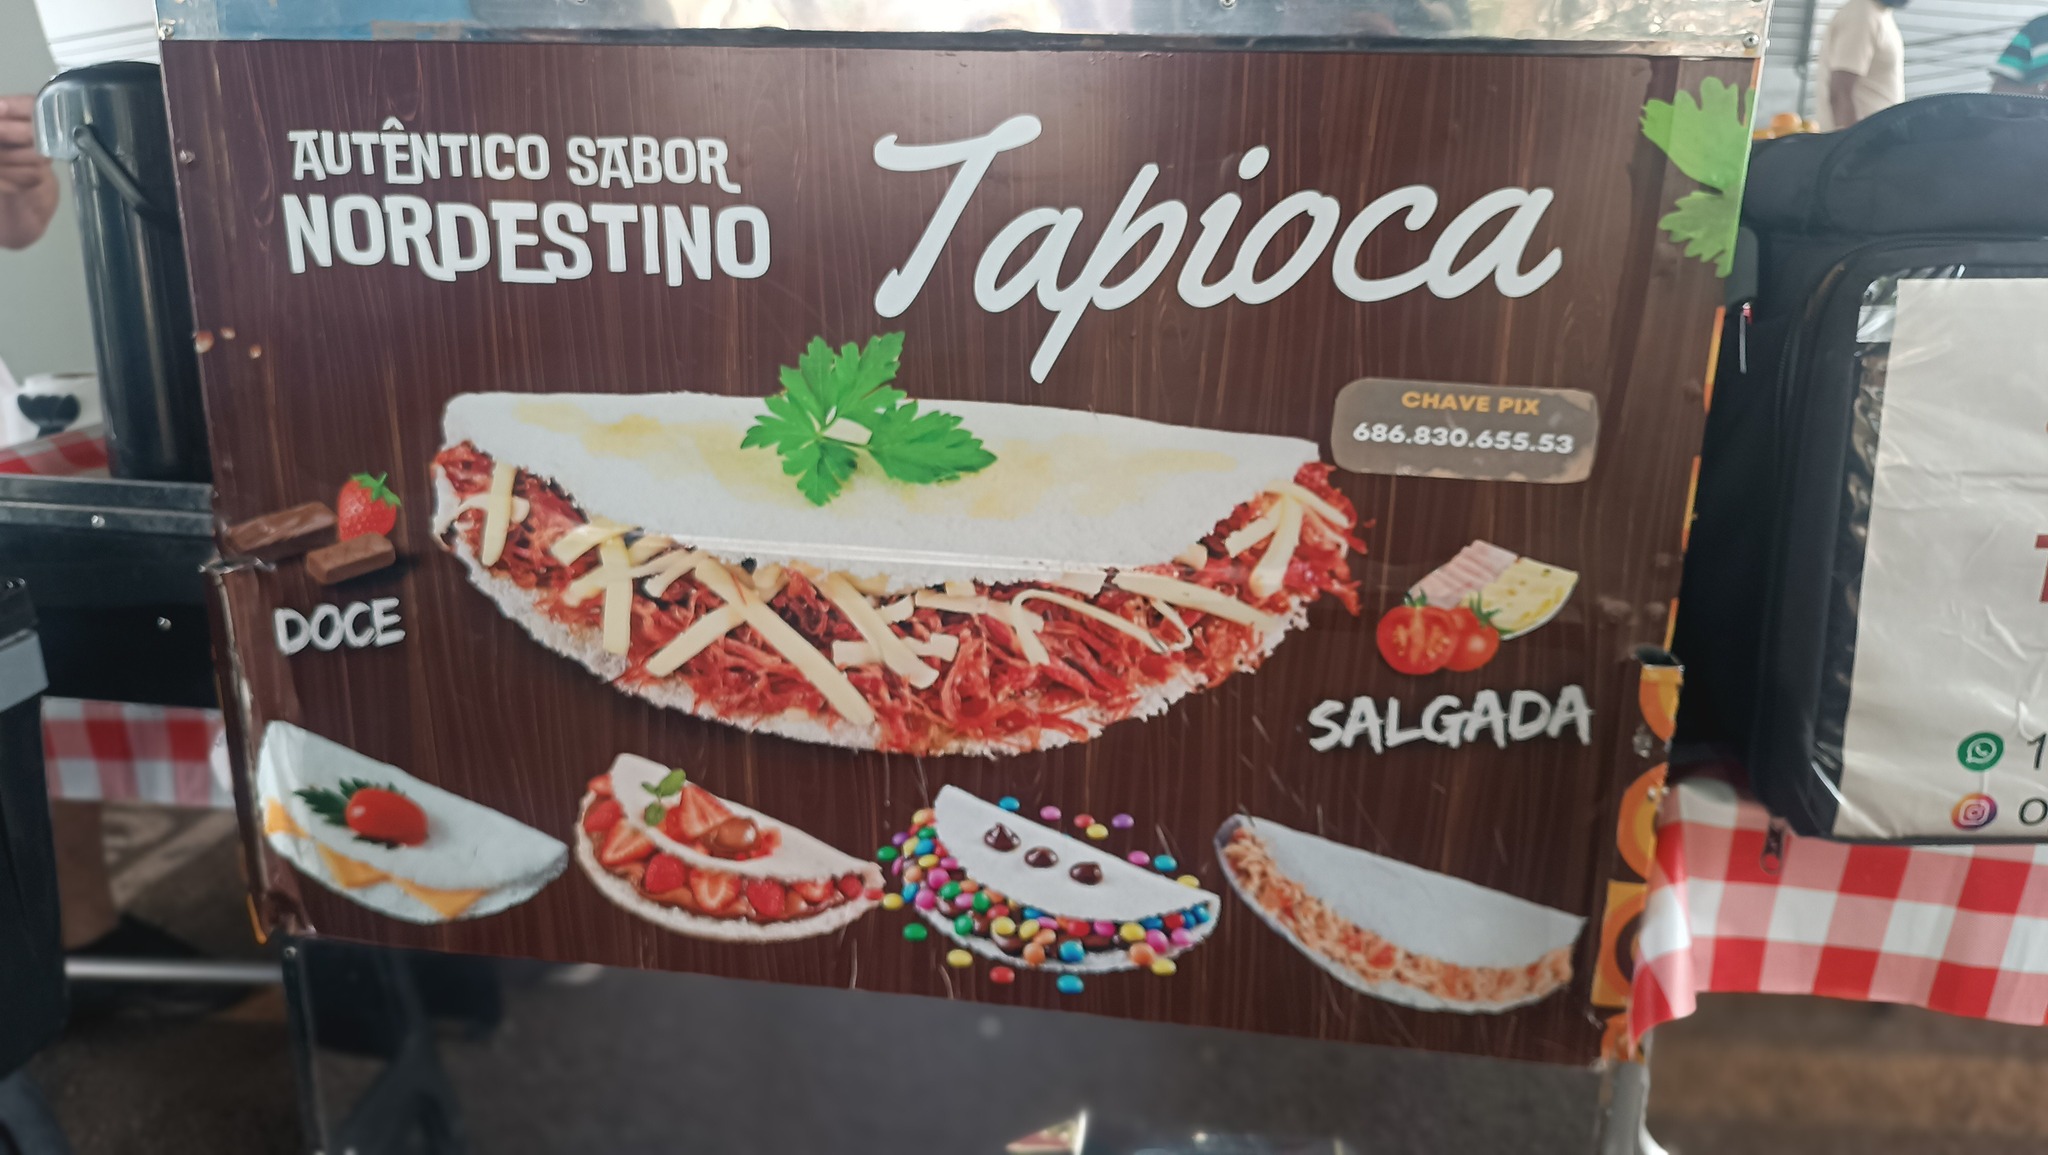 AUTÊNTICO SABOR
NORDESTINO
Tapioca
CHAVE PIX
686.830.655.53
DOCE
SALGADA